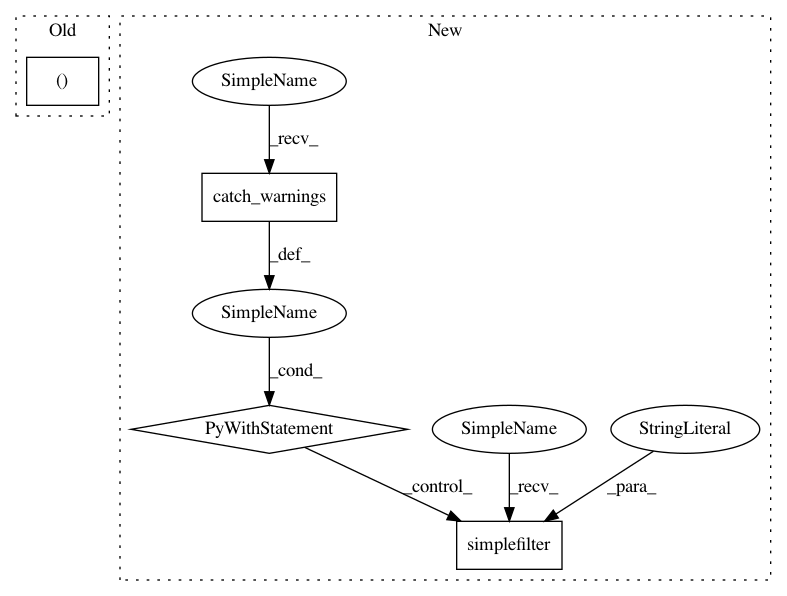 Old
New
()
SimpleName
_recv_
catch_warnings
_def_
SimpleName
_cond_
PyWithStatement
SimpleName
StringLiteral
_control_
_recv_
_para_
simplefilter